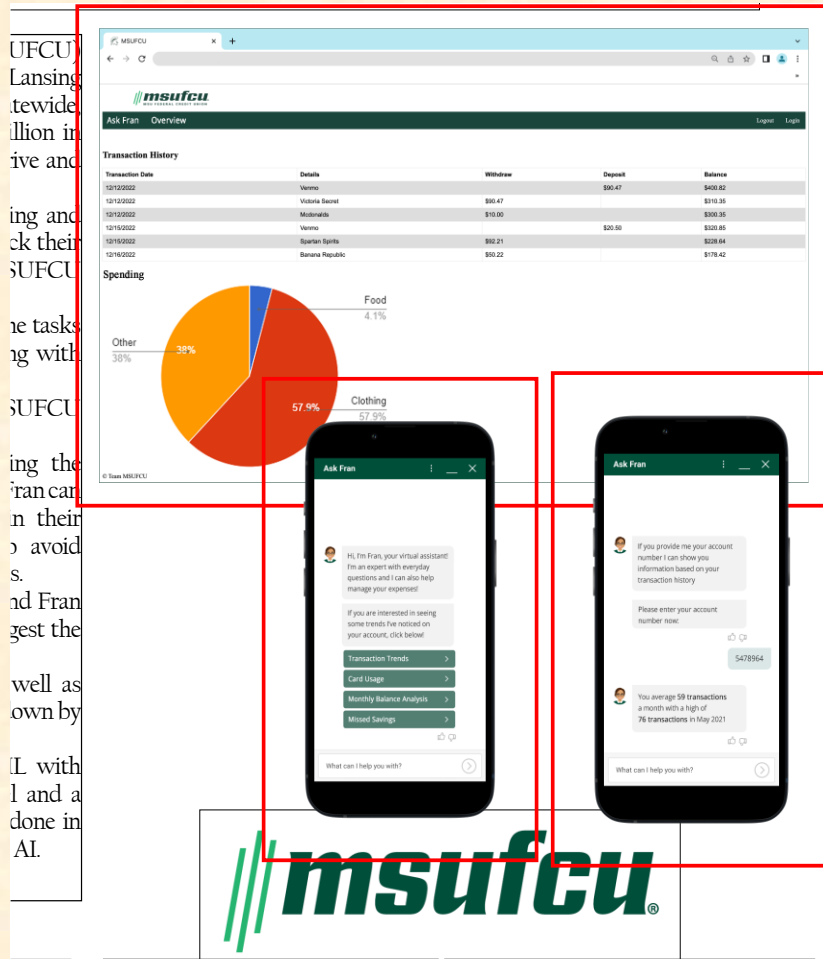 UFCU)
Lansing
tewide,
illion in
rive and
ing and
ck their
SUFCU
ne tasks
ng with
SUFCU
ing the
Fran can
in their
o avoid
s.
nd Fran
gest the
well as
down by
IL with
l and a
done in
AI.
MSUFCU
msufcu
MSU FEDERAL CREDIT UNION
Ask Fran Overview Logout Login
Transaction History
Transaction Date Details Withdraw Deposit Balance
12/12/2022 Venmo $90.47 $400.82
12/12/2022 Victoria Secret $90.47 $310.35
12/12/2022 Mcdonalds $10.00 $300.35
12/15/2022 Venmo $20.50 $320.85
12/15/2022 Spartan Spirits $92.21 $228.64
12/16/2022 Banana Republic $50.22 $178.42
Spending
Food
4.1%
Other
38%
38%
Clothing
57.9%
57.9%
© Team MSUFCU
Ask Fran
Hi, I'm Fran, your virtual assistant!
I'm an expert with everyday
questions and I can also help
manage your expenses!
If you are interested in seeing
some trends I've noticed on
your account, click below!
Transaction Trends
Card Usage
Monthly Balance Analysis
Missed Savings
What can I help you with?
Ask Fran
If you provide me your account
number I can show you
information based on your
transaction history
Please enter your account
number now:
5478964
You average 59 transactions
a month with a high of
76 transactions in May 2021
What can I help you with?
msufcu®